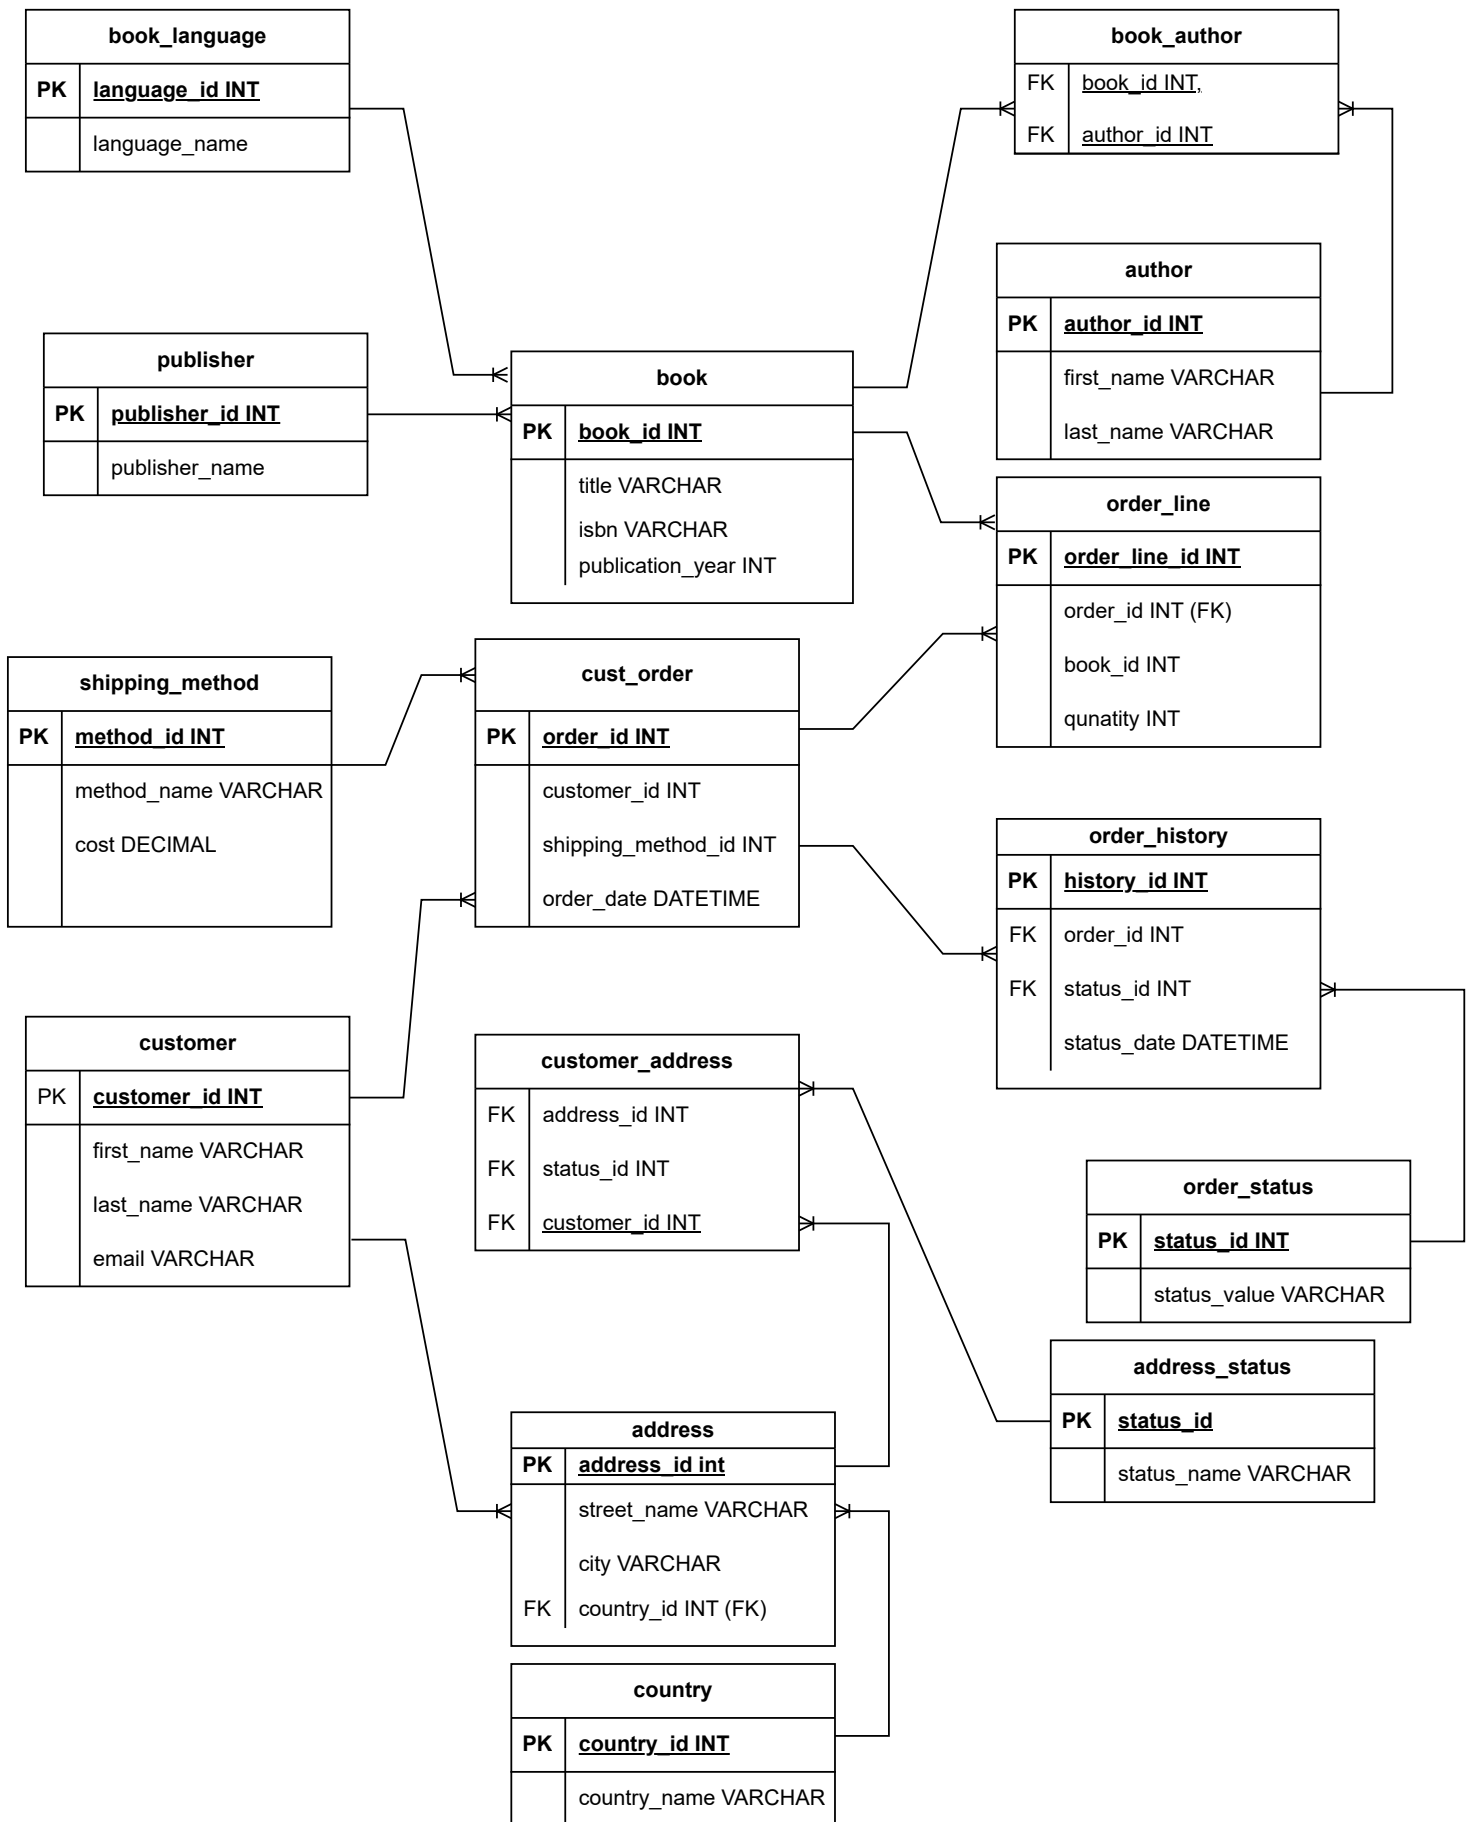 book_language
PK language_id INT
language_name
book_author
FK book_id INT,
FK author_id INT
author
PK author_id INT
first_name VARCHAR
last_name VARCHAR
publisher
PK publisher_id INT
publisher_name
book
PK book_id INT
title VARCHAR
isbn VARCHAR
publication_year INT
order_line
PK order_line_id INT
order_id INT (FK)
book_id INT
qunatity INT
shipping_method
PK method_id INT
method_name VARCHAR
cost DECIMAL
cust_order
PK order_id INT
customer_id INT
shipping_method_id INT
order_date DATETIME
order_history
PK history_id INT
FK order_id INT
FK status_id INT
status_date DATETIME
customer
PK customer_id INT
first_name VARCHAR
last_name VARCHAR
email VARCHAR
customer_address
FK address_id INT
FK status_id INT
FK customer_id INT
order_status
PK status_id INT
status_value VARCHAR
address_status
PK status_id
status_name VARCHAR
address
PK address_id int
street_name VARCHAR
city VARCHAR
FK country_id INT (FK)
country
PK country_id INT
country_name VARCHAR